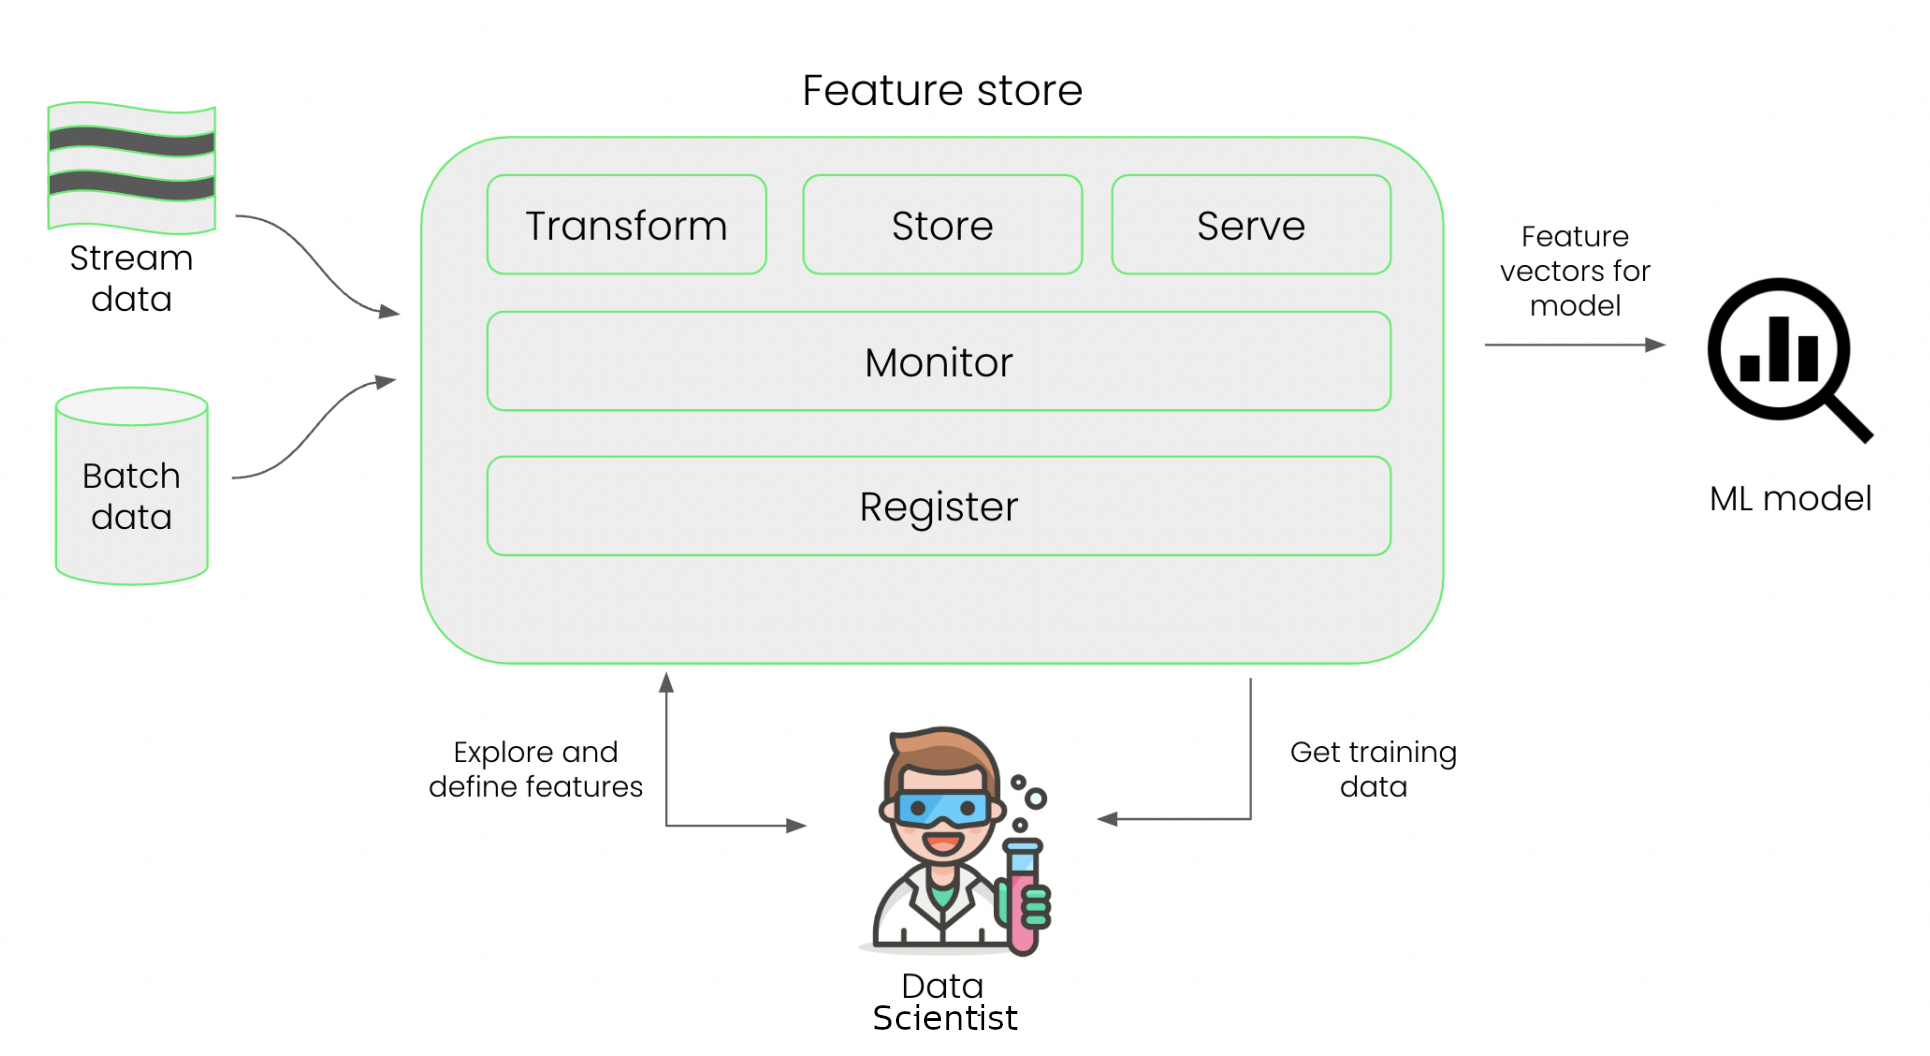 Feature store
Stream
data
Batch
data
Transform
Store
Serve
Monitor
Register
Feature
vectors for
model
ML model
Explore and
define features
Get training
data
Data
Scientist